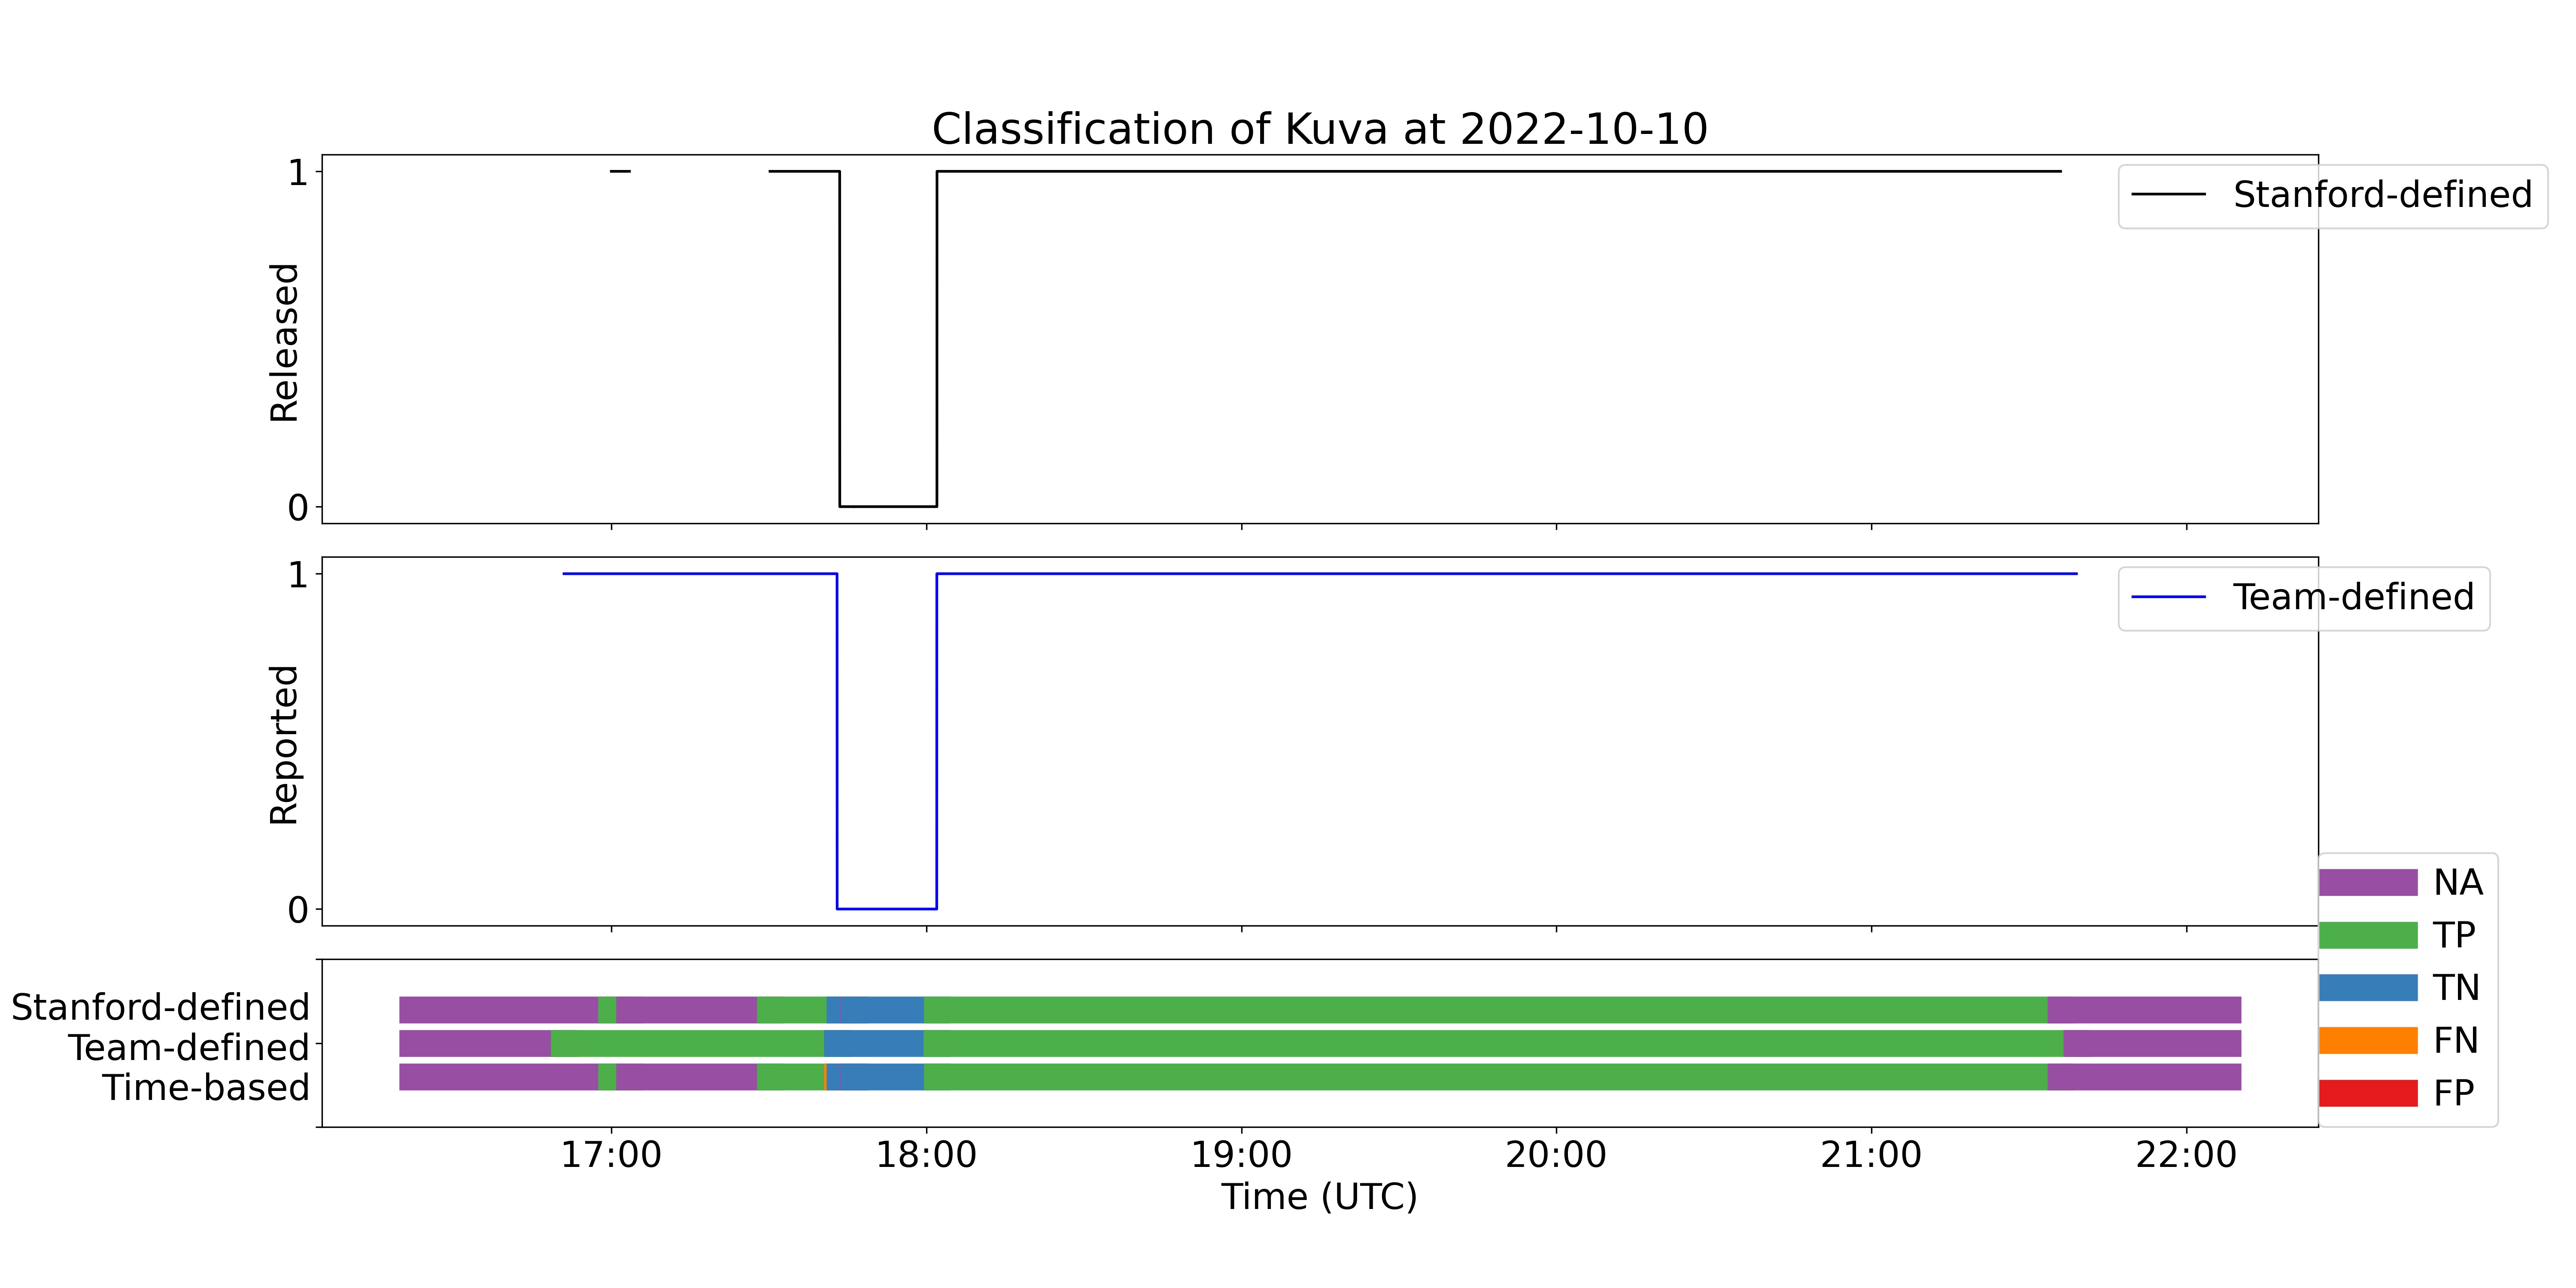 Classification of Kuva at 2022-10-10
1
0
Released
Stanford-defined
1
0
Reported
Team-defined
NA
TP
TN
FN
FP
Stanford-defined
Team-defined
Time-based
17:00 18:00 19:00 20:00 21:00 22:00
Time (UTC)